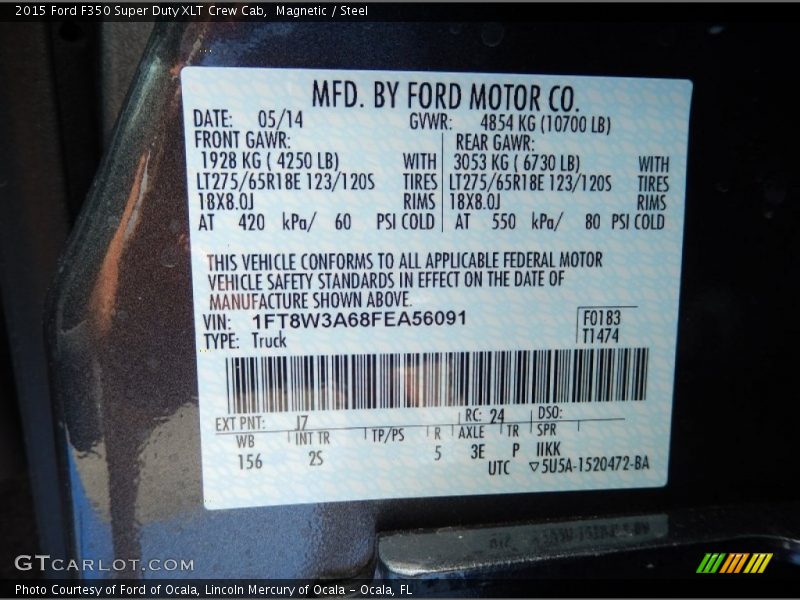 2015 Ford F350 Super Duty XLT Crew Cab,  Magnetic / Steel
MFD. BY FORD MOTOR CO.
DATE: 05/14 GVWR: 4854 KG (10700 LB)
FRONT GAWR: REAR GAWR:
1928 KG ( 4250 LB) WITH 3053 KG ( 6730 LB) WITH
LT275/65R18E 123/120S TIRES LT275/65R18E 123/120S TIRES
18X8.0J RIMS 18X8.0J RIMS
AT 420 kPa/ 60 PSI COLD AT 550 kPa/ 80 PSI COLD
THIS VEHICLE CONFORMS TO ALL APPLICABLE FEDERAL MOTOR
VEHICLE SAFETY STANDARDS IN EFFECT ON THE DATE OF
MANUFACTURE SHOWN ABOVE.
VIN: 1FT8W3A68FEA56091 F0183
TYPE: Truck T1474
EXT PNT: J7 RC: 24 DSO:
WB INT TR TP/PS R AXLE TR SPR
156 2S 5 3E P IIKK
UTC ▽5U5A-1520472-BA
GTCARLOT.COM
Photo Courtesy of Ford of Ocala, Lincoln Mercury of Ocala - Ocala, FL